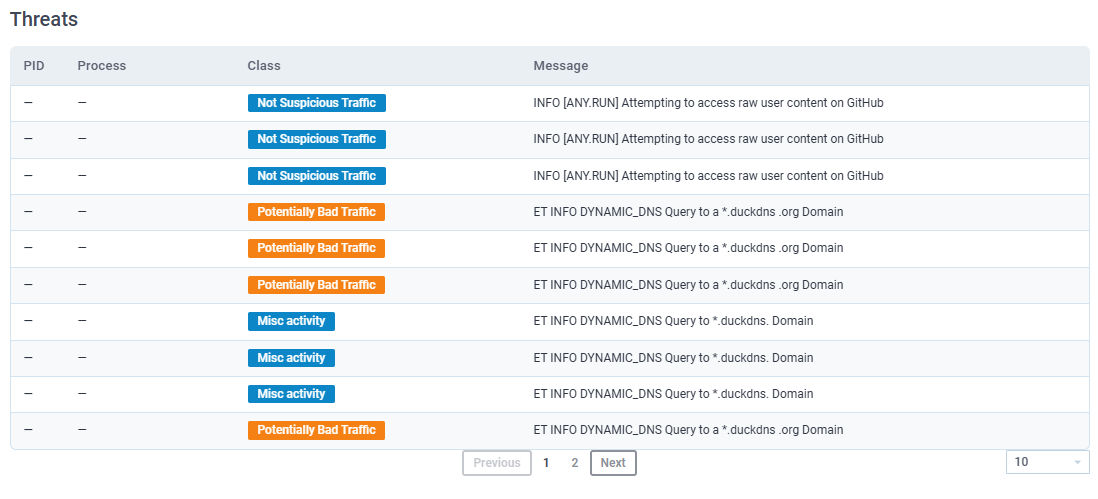 Threats
PID Process Class Message
– – Not Suspicious Traffic INFO [ANY.RUN] Attempting to access raw user content on GitHub
– – Not Suspicious Traffic INFO [ANY.RUN] Attempting to access raw user content on GitHub
– – Not Suspicious Traffic INFO [ANY.RUN] Attempting to access raw user content on GitHub
– – Potentially Bad Traffic ET INFO DYNAMIC_DNS Query to a *.duckdns .org Domain
– – Potentially Bad Traffic ET INFO DYNAMIC_DNS Query to a *.duckdns .org Domain
– – Potentially Bad Traffic ET INFO DYNAMIC_DNS Query to a *.duckdns .org Domain
– – Misc activity ET INFO DYNAMIC_DNS Query to *.duckdns. Domain
– – Misc activity ET INFO DYNAMIC_DNS Query to *.duckdns. Domain
– – Misc activity ET INFO DYNAMIC_DNS Query to *.duckdns. Domain
– – Potentially Bad Traffic ET INFO DYNAMIC_DNS Query to a *.duckdns .org Domain
Previous 1 2 Next 10